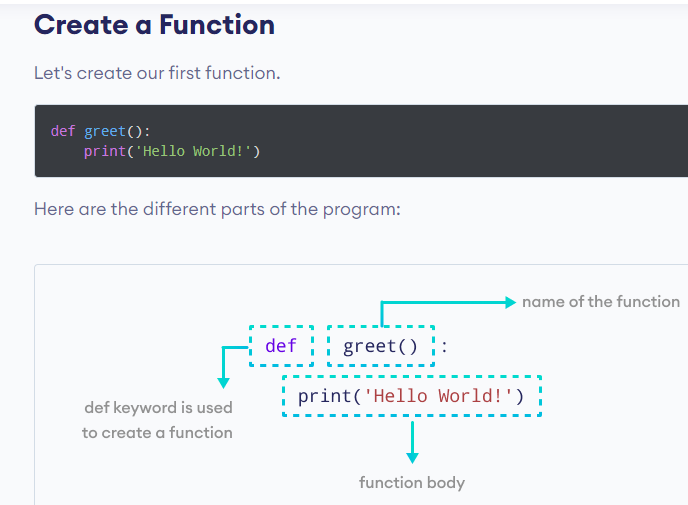 Create a Function
Let's create our first function.
def greet():
    print('Hello World!')
Here are the different parts of the program:
name of the function
def greet() :
print('Hello World!')
def keyword is used
to create a function
function body